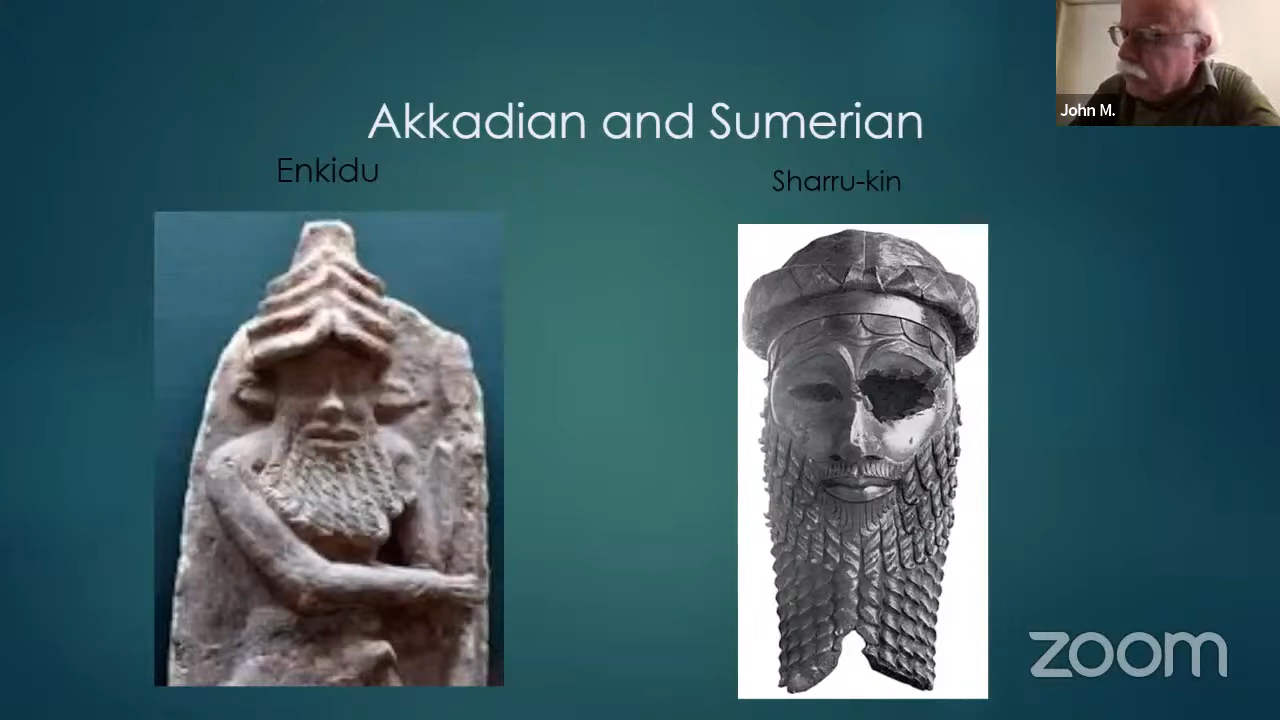 John M.
Akkadian and Sumerian
Enkidu
Sharru-kin
zoom